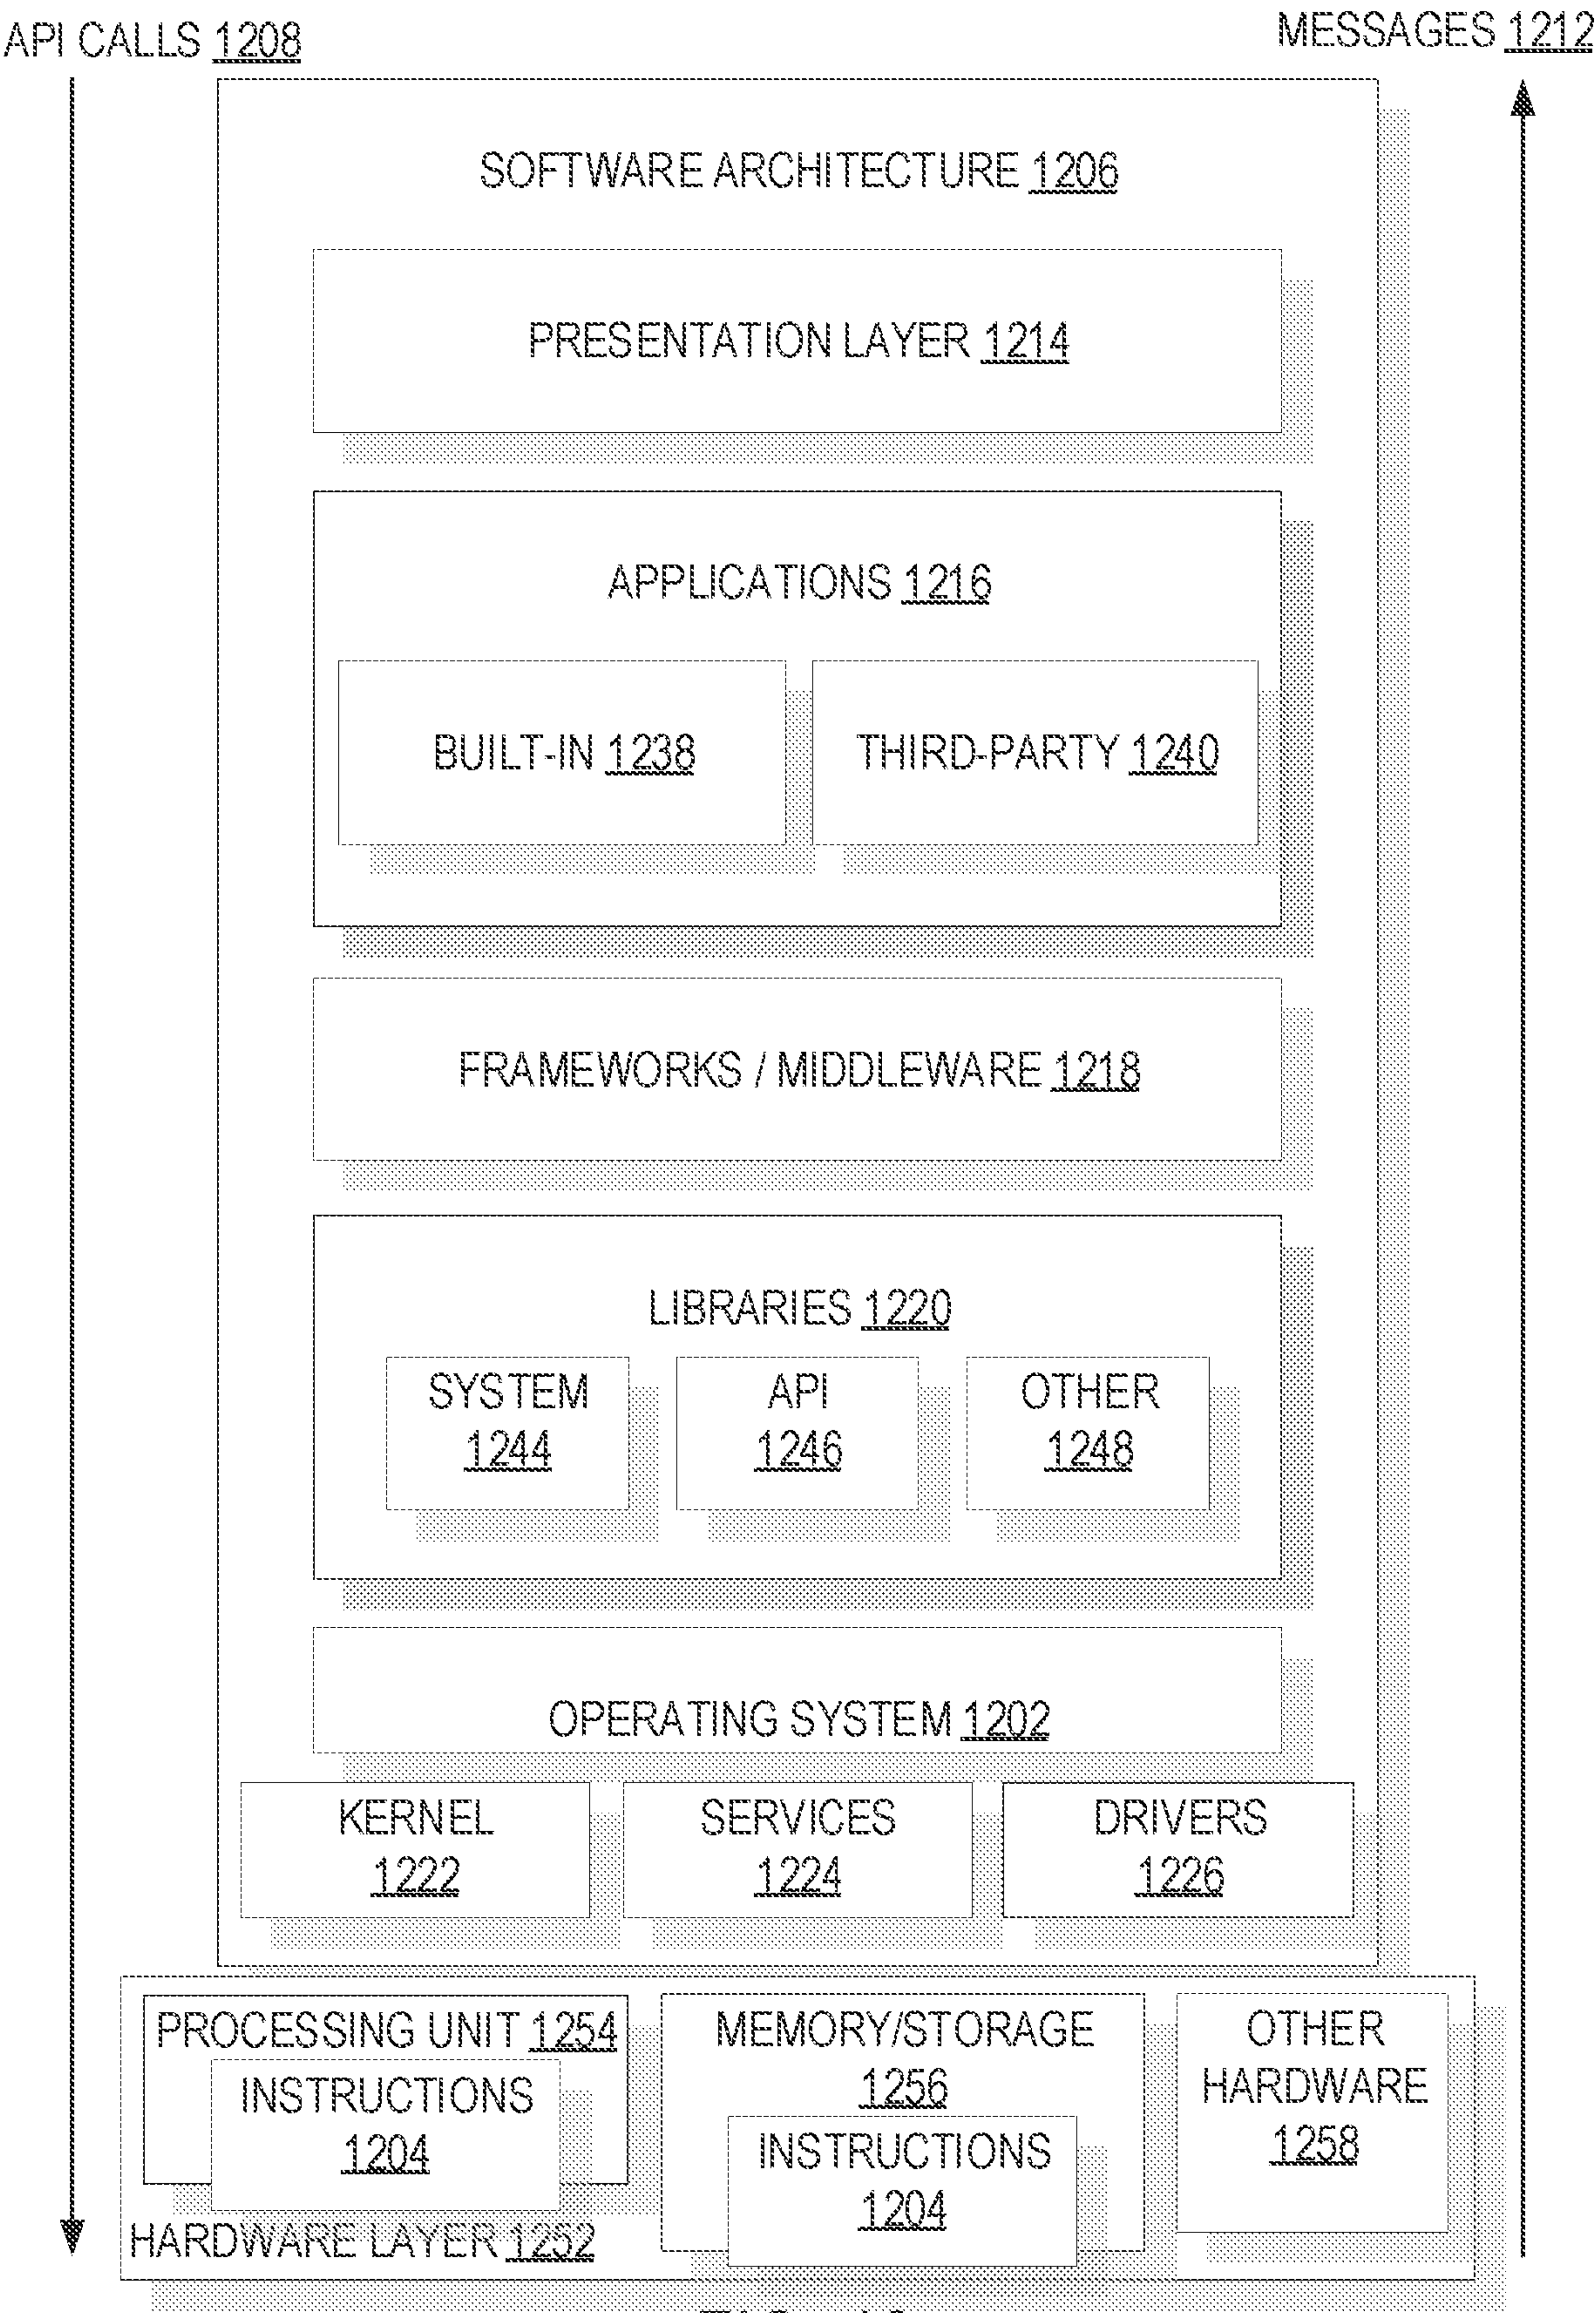 API CALLS 1208
MESSAGES 1212
SOFTWARE ARCHITECTURE 1206
PRESENTATION LAYER 1214
APPLICATIONS 1216
BUILT-IN 1238
THIRD-PARTY 1240
FRAMEWORKS / MIDDLEWARE 1218
LIBRARIES 1220
SYSTEM
1244
API
1246
OTHER
1248
OPERATING SYSTEM 1202
KERNEL
1222
SERVICES
1224
DRIVERS
1226
PROCESSING UNIT 1254
INSTRUCTIONS
1204
MEMORY/STORAGE
1256
INSTRUCTIONS
1204
OTHER
HARDWARE
1258
HARDWARE LAYER 1252